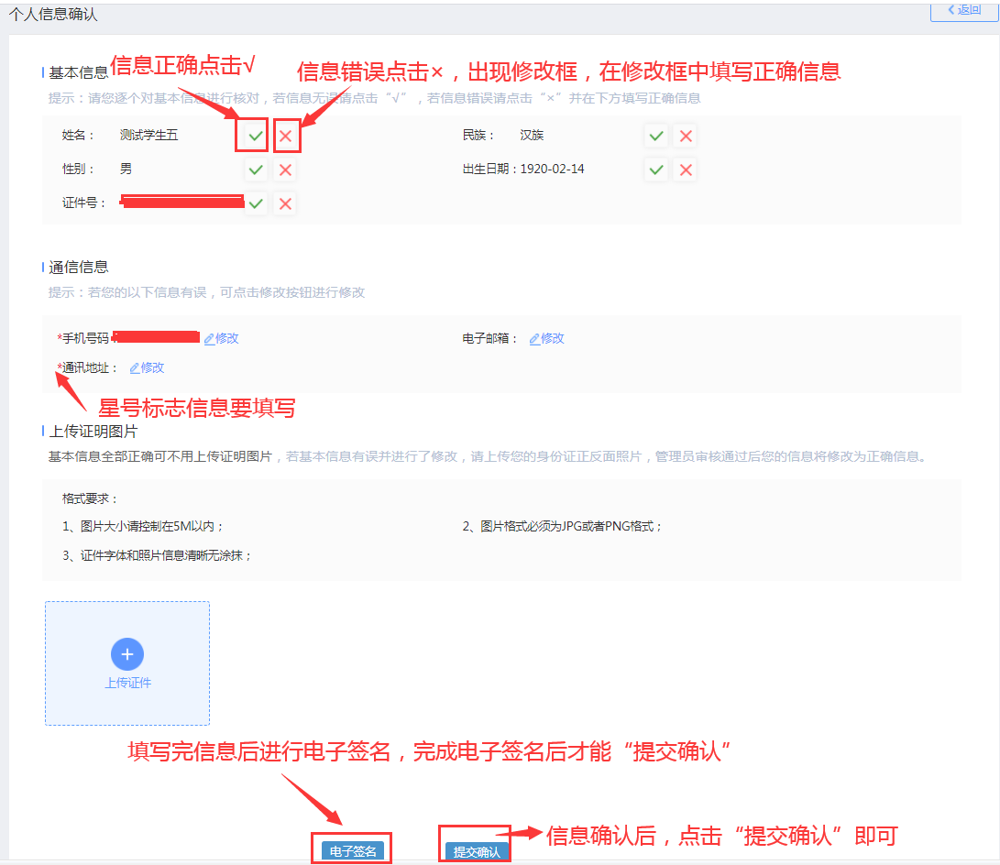 个人信息确认
返回
信息正确点击√
信息错误点击×，出现修改框，在修改框中填写正确信息
基本信息
提示：请您逐个对基本信息进行核对，若信息无误请点击“√”，若信息错误请点击“×”并在下方填写正确信息
姓名： 测试学生五 民族： 汉族
性别： 男 出生日期：1920-02-14
证件号：
通信信息
提示：若您的以下信息有误，可点击修改按钮进行修改
*手机号码 修改 电子邮箱： 修改
*通讯地址： 修改
星号标志信息要填写
上传证明图片
基本信息全部正确可不用上传证明图片，若基本信息有误并进行了修改，请上传您的身份证正反面照片，管理员审核通过后您的信息将修改为正确信息。
格式要求：
1、图片大小请控制在5M以内； 2、图片格式必须为JPG或者PNG格式；
3、证件字体和照片信息清晰无涂抹；
上传证件
填写完信息后进行电子签名，完成电子签名后才能“提交确认”
信息确认后，点击“提交确认”即可
电子签名 提交确认